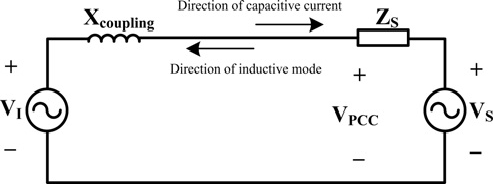 Xcoupling
Direction of capacitive current
ZS
Direction of inductive mode
+
+
+
VI
VPCC
VS
−
−
−